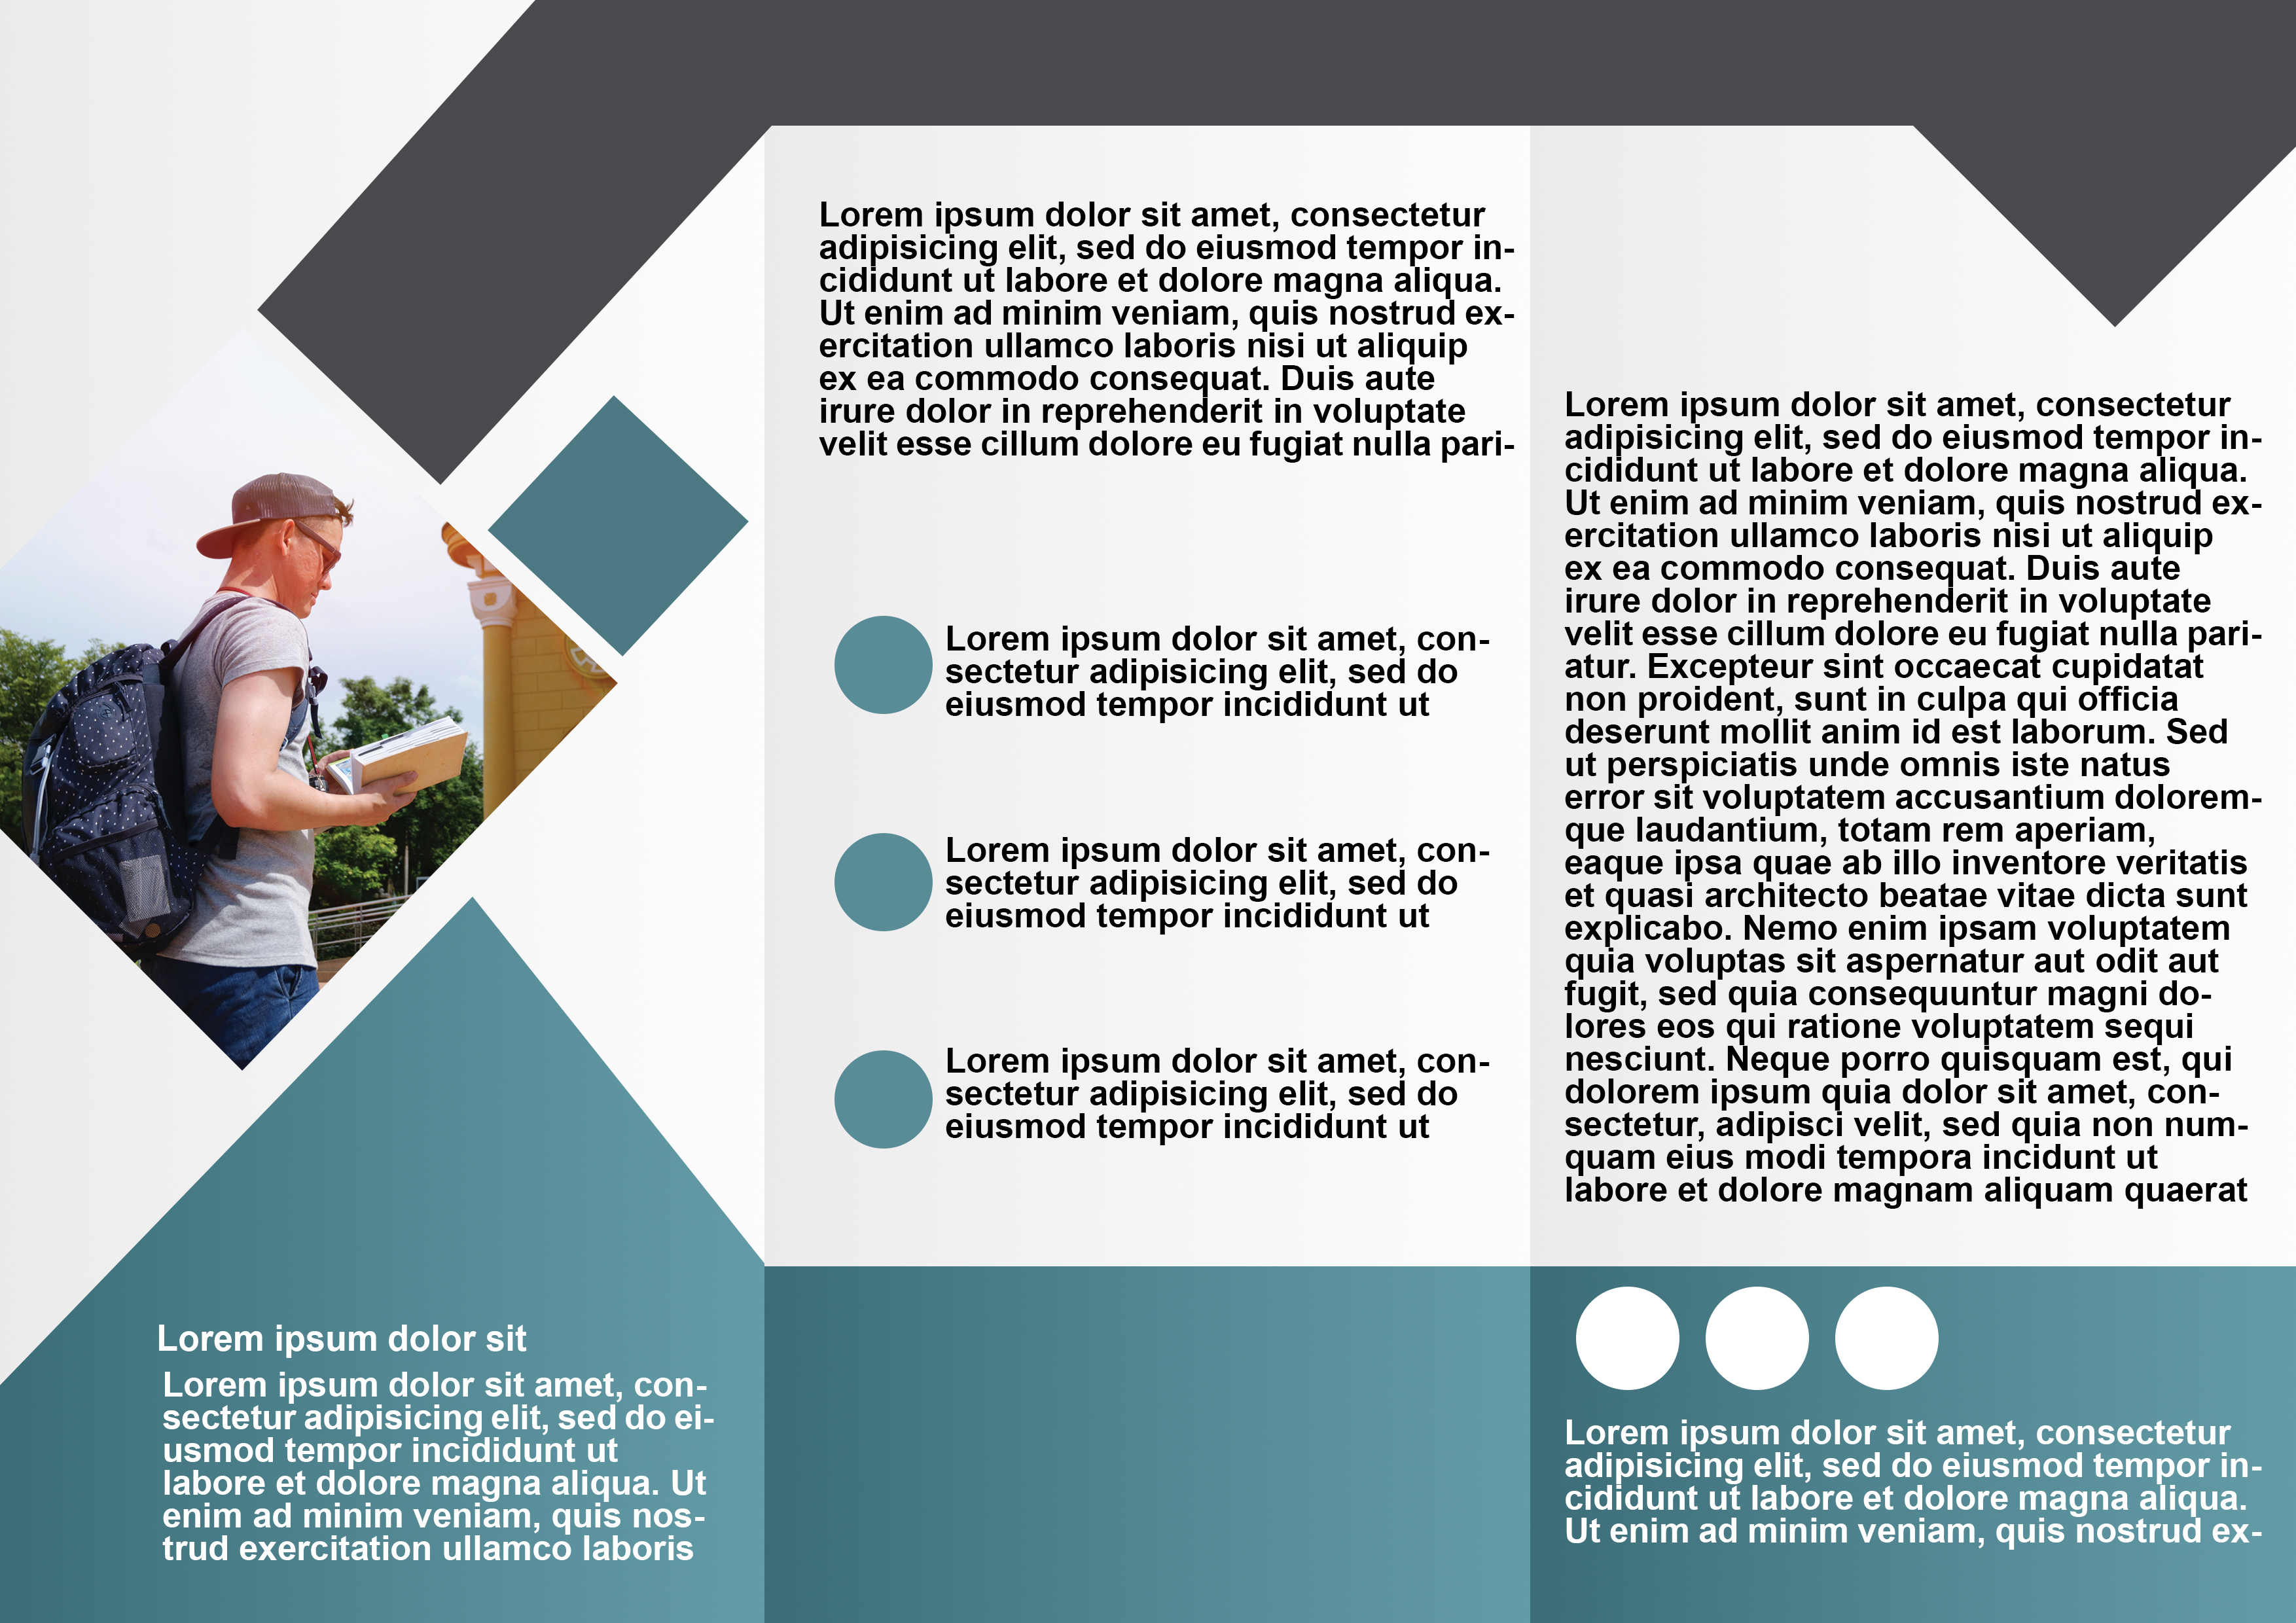 Lorem ipsum dolor sit
Lorem ipsum dolor sit amet, con-
sectetur adipisicing elit, sed do ei-
usmod tempor incididunt ut
labore et dolore magna aliqua. Ut
enim ad minim veniam, quis nos-
trud exercitation ullamco laboris
Lorem ipsum dolor sit amet, consectetur
adipisicing elit, sed do eiusmod tempor in-
cididunt ut labore et dolore magna aliqua.
Ut enim ad minim veniam, quis nostrud ex-
ercitation ullamco laboris nisi ut aliquip
ex ea commodo consequat. Duis aute
irure dolor in reprehenderit in voluptate
velit esse cillum dolore eu fugiat nulla pari-
Lorem ipsum dolor sit amet, con-
sectetur adipisicing elit, sed do
eiusmod tempor incididunt ut
Lorem ipsum dolor sit amet, con-
sectetur adipisicing elit, sed do
eiusmod tempor incididunt ut
Lorem ipsum dolor sit amet, con-
sectetur adipisicing elit, sed do
eiusmod tempor incididunt ut
Lorem ipsum dolor sit amet, consectetur
adipisicing elit, sed do eiusmod tempor in-
cididunt ut labore et dolore magna aliqua.
Ut enim ad minim veniam, quis nostrud ex-
ercitation ullamco laboris nisi ut aliquip
ex ea commodo consequat. Duis aute
irure dolor in reprehenderit in voluptate
velit esse cillum dolore eu fugiat nulla pari-
atur. Excepteur sint occaecat cupidatat
non proident, sunt in culpa qui officia
deserunt mollit anim id est laborum. Sed
ut perspiciatis unde omnis iste natus
error sit voluptatem accusantium dolorem-
que laudantium, totam rem aperiam,
eaque ipsa quae ab illo inventore veritatis
et quasi architecto beatae vitae dicta sunt
explicabo. Nemo enim ipsam voluptatem
quia voluptas sit aspernatur aut odit aut
fugit, sed quia consequuntur magni do-
lores eos qui ratione voluptatem sequi
nesciunt. Neque porro quisquam est, qui
dolorem ipsum quia dolor sit amet, con-
sectetur, adipisci velit, sed quia non num-
quam eius modi tempora incidunt ut
labore et dolore magnam aliquam quaerat
Lorem ipsum dolor sit amet, consectetur
adipisicing elit, sed do eiusmod tempor in-
cididunt ut labore et dolore magna aliqua.
Ut enim ad minim veniam, quis nostrud ex-